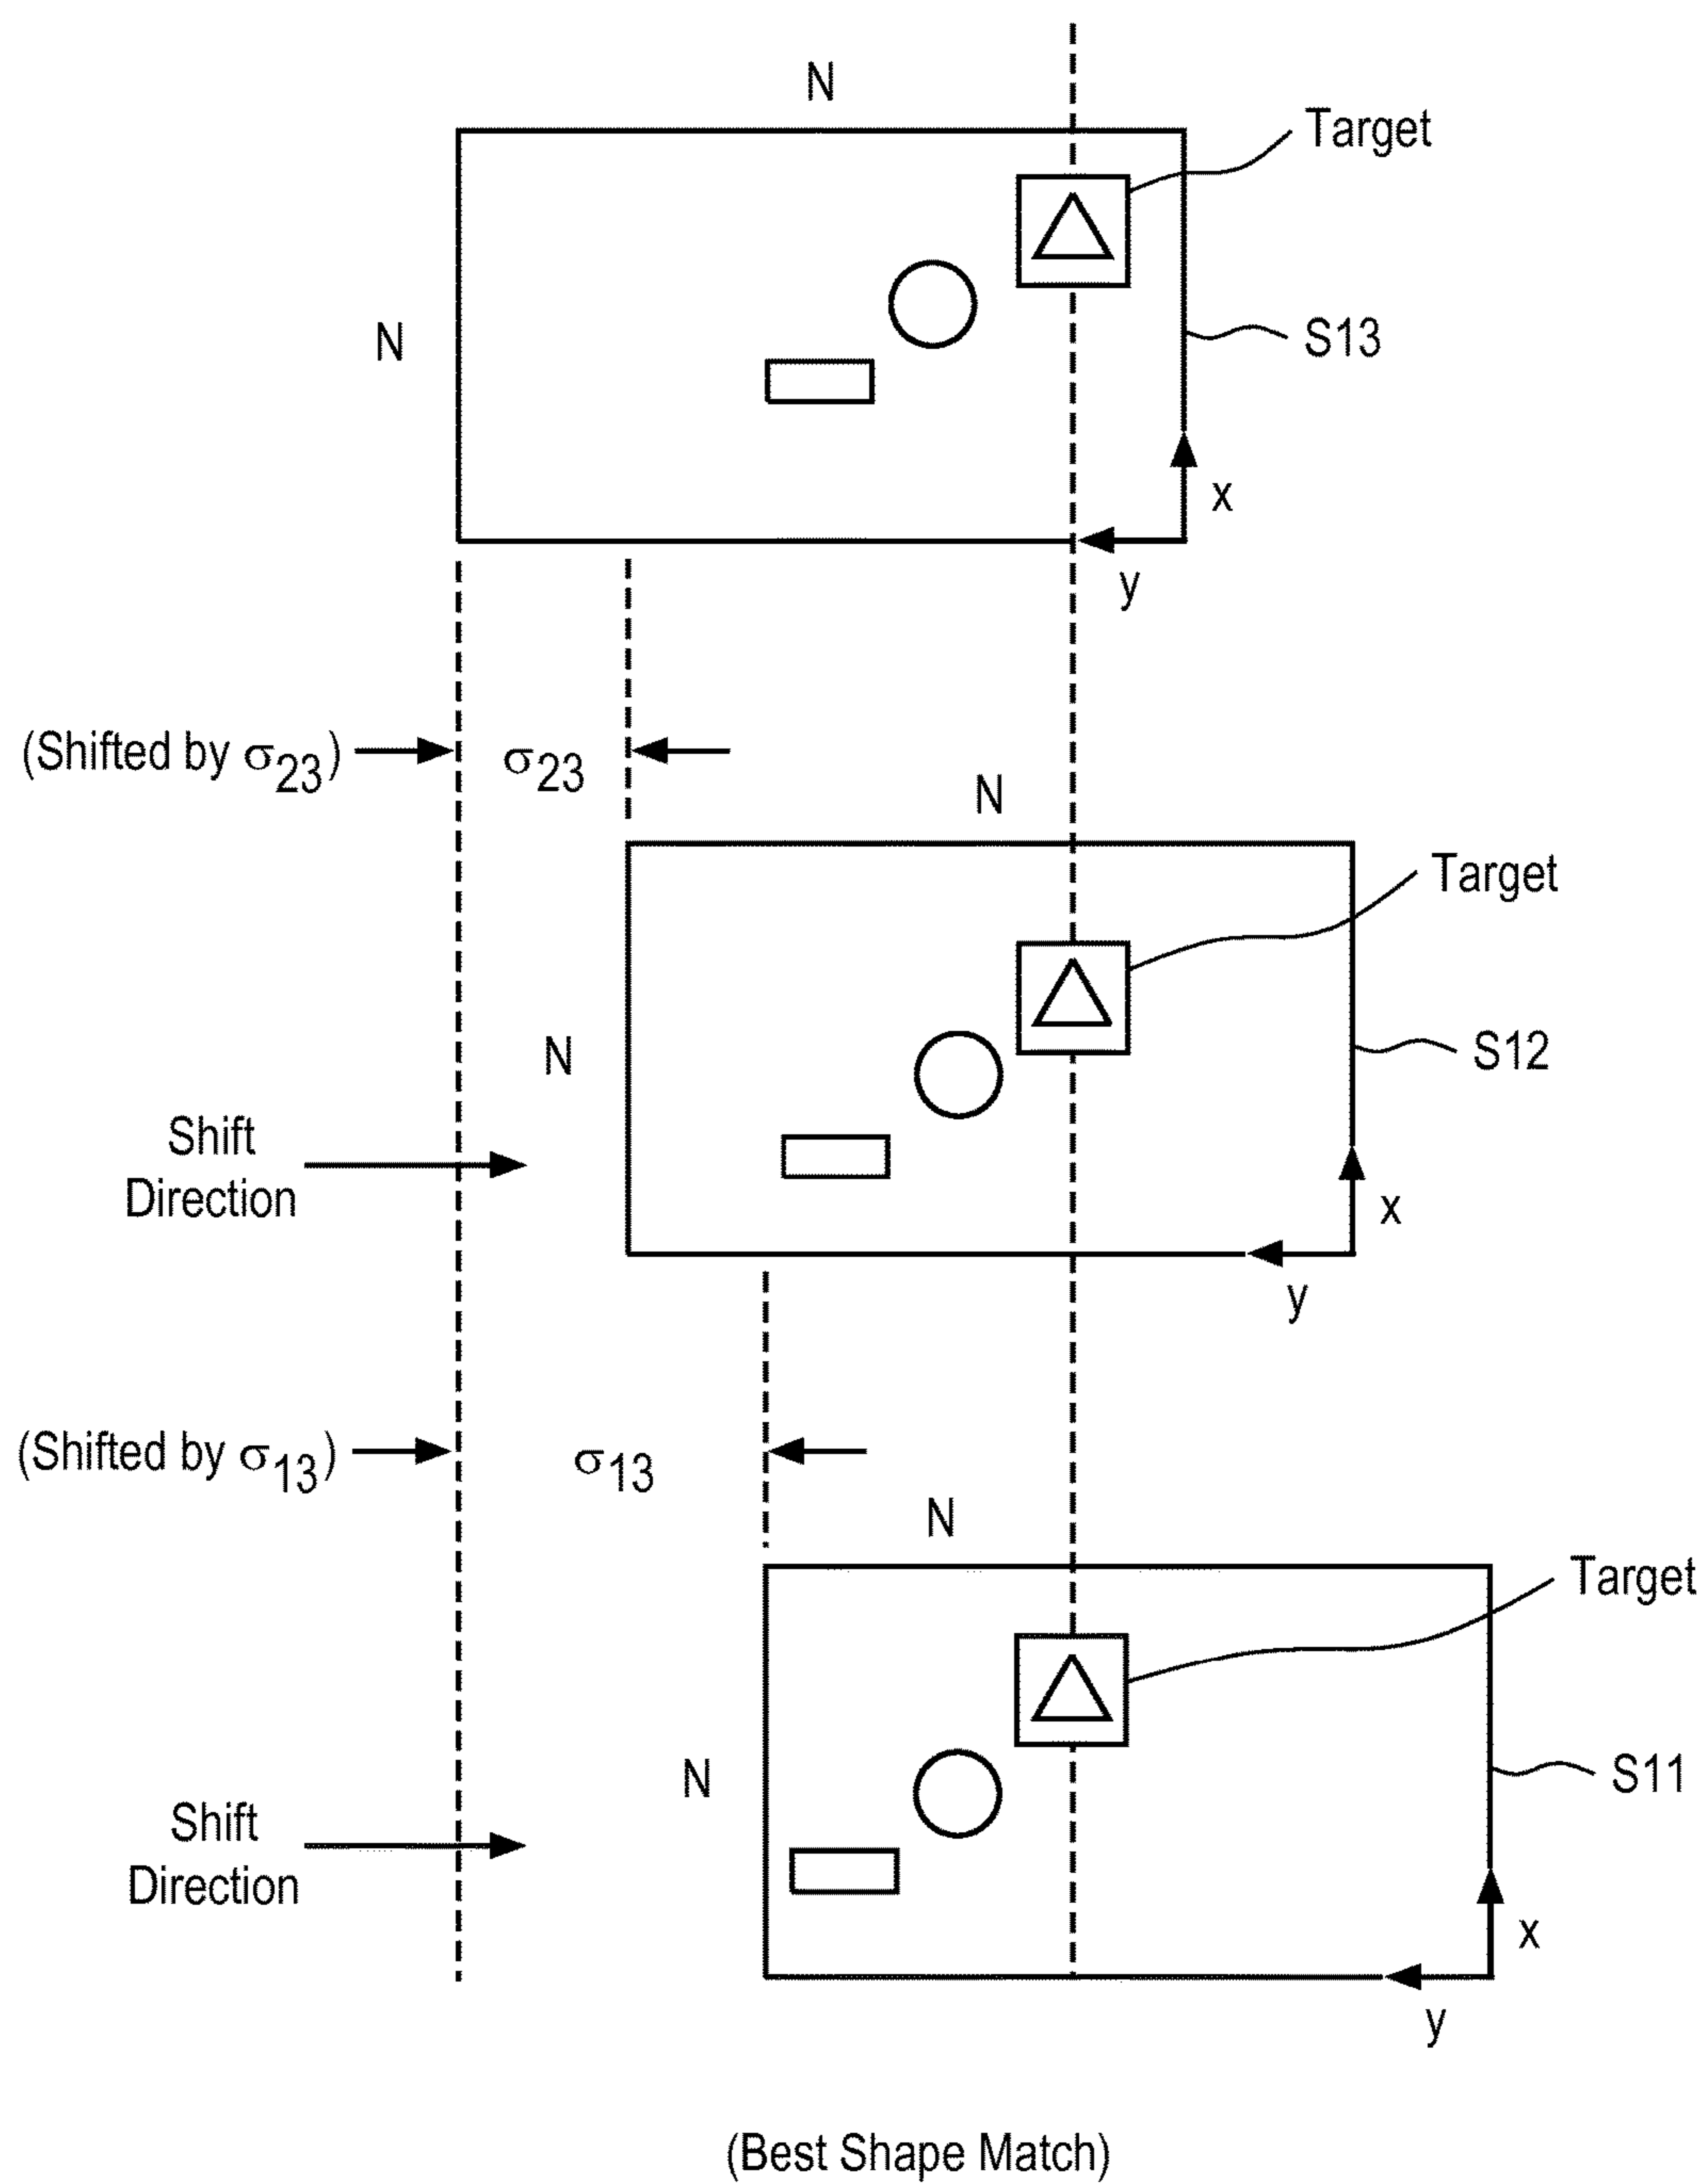 N
Target
N
S13
x
y
(Shifted by σ23)
σ23
N
Target
N
S12
Shift
Direction
x
y
(Shifted by σ13)
σ13
N
Target
N
S11
Shift
Direction
x
y
(Best Shape Match)